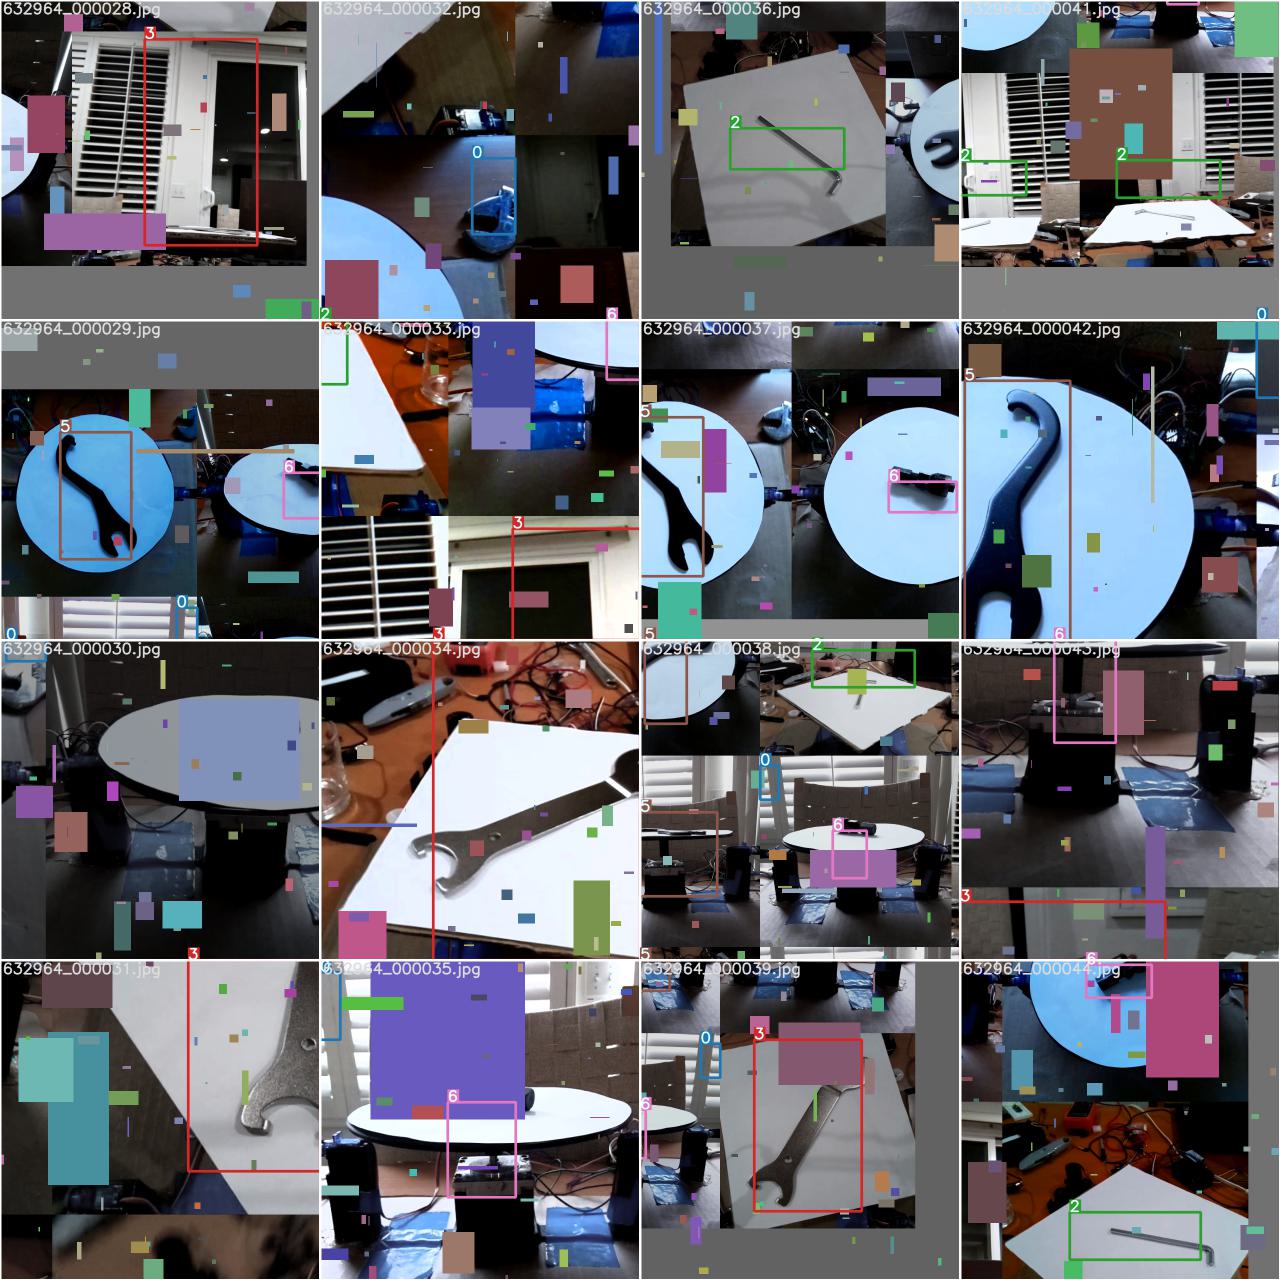 632964_000028.jpg
632964_000032.jpg
632964_000036.jpg
632964_000041.jpg
3
0
2
2
2
2
6
0
632964_000029.jpg
632964_000033.jpg
632964_000037.jpg
632964_000042.jpg
5
6
0
0
3
3
5
6
5
5
6
632964_000030.jpg
632964_000034.jpg
632964_000038.jpg
632964_000043.jpg
3
2
0
6
5
5
3
632964_000031.jpg
632964_000035.jpg
632964_000039.jpg
632964_000044.jpg
6
3
0
6
6
2